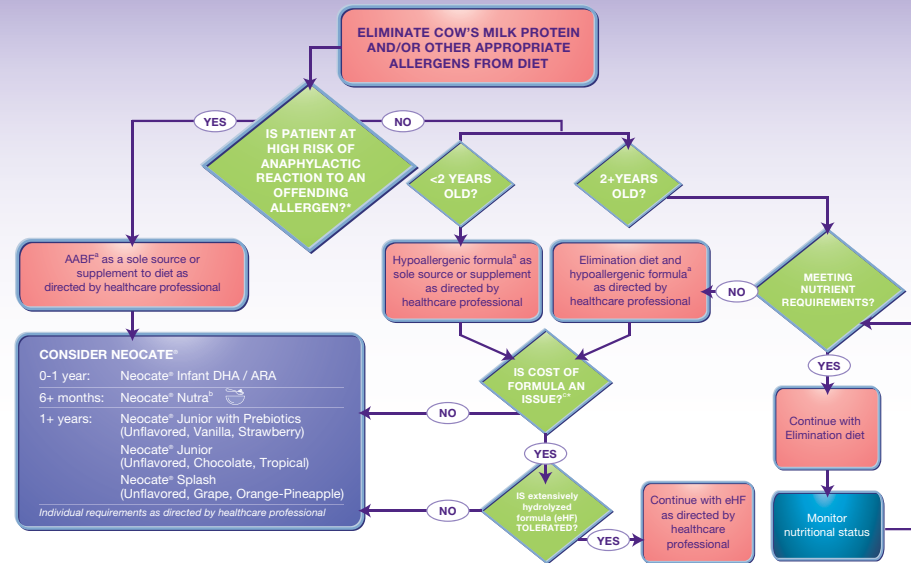 ELIMINATE COW'S MILK PROTEIN
AND/OR OTHER APPROPRIATE
ALLERGENS FROM DIET
YES
NO
IS PATIENT AT
HIGH RISK OF
ANAPHYLACTIC
REACTION TO AN
OFFENDING
ALLERGEN?*
<2 YEARS
OLD?
2+YEARS
OLD?
AABFª as a sole source or
supplement to diet as
directed by healthcare professional
Hypoallergenic formulaª as
sole source or supplement
as directed by
healthcare professional
Elimination diet and
hypoallergenic formulaª
as directed by
healthcare professional
NO
MEETING
NUTRIENT
REQUIREMENTS?
YES
CONSIDER NEOCATE®
0-1 year: Neocate® Infant DHA / ARA
6+ months: Neocate® Nutraᵇ
1+ years: Neocate® Junior with Prebiotics
(Unflavored, Vanilla, Strawberry)
Neocate® Junior
(Unflavored, Chocolate, Tropical)
Neocate® Splash
(Unflavored, Grape, Orange-Pineapple)
Individual requirements as directed by healthcare professional
IS COST OF
FORMULA AN
ISSUE?ᶜ*
NO
YES
IS extensively
hydrolyzed
formula (eHF)
TOLERATED?
NO
YES
Continue with eHF
as directed by
healthcare
professional
Continue with
Elimination diet
Monitor
nutritional status